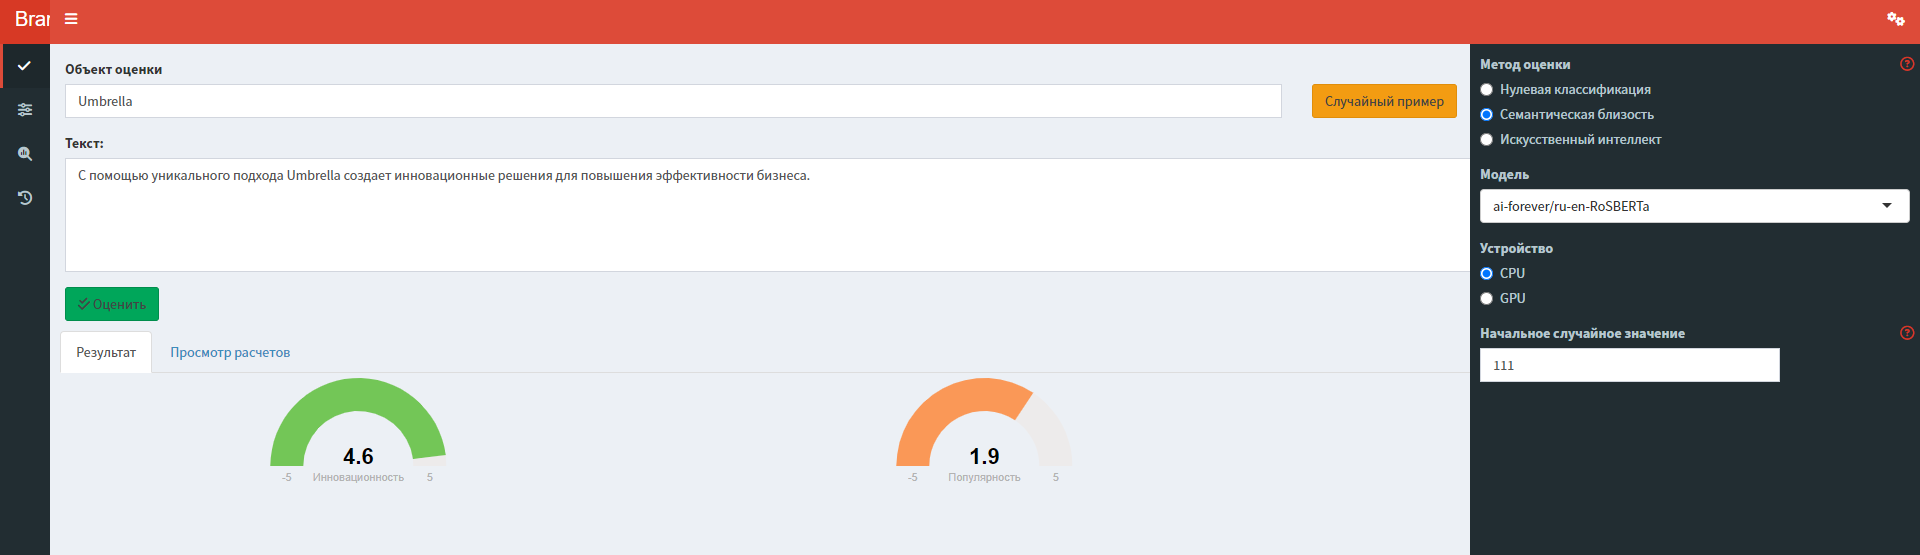 Bran
Объект оценки
Umbrella
Случайный пример
Текст:
С помощью уникального подхода Umbrella создает инновационные решения для повышения эффективности бизнеса.
Оценить
Результат
Просмотр расчетов
4.6
-5
Инновационность
5
1.9
-5
Популярность
5
Метод оценки
?
Нулевая классификация
Семантическая близость
Искусственный интеллект
Модель
ai-forever/ru-en-RoSBERTa
Устройство
CPU
GPU
Начальное случайное значение
?
111